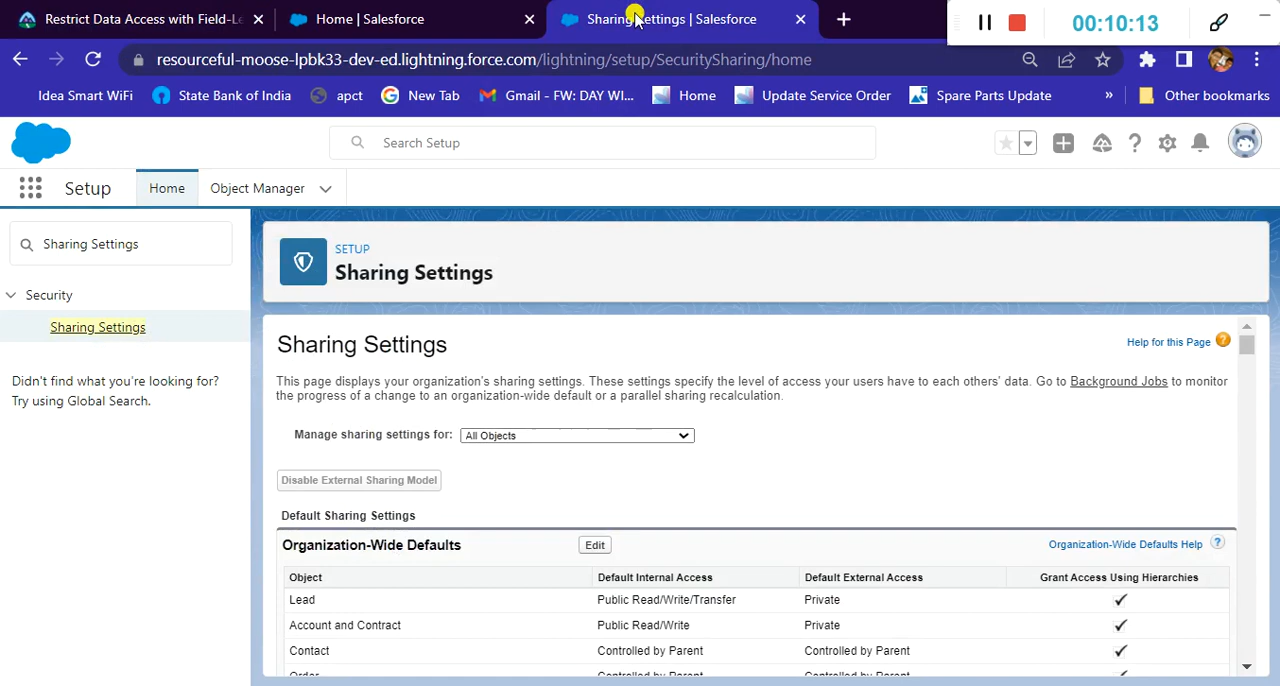 Restrict Data Access with Field-Le
Home | Salesforce
Sharing Settings | Salesforce
00:10:13
resourceful-moose-lpbk33-dev-ed.lightning.force.com/lightning/setup/SecuritySharing/home
Idea Smart WiFi
State Bank of India
apct
New Tab
Gmail - FW: DAY WI...
Home
Update Service Order
Spare Parts Update
»
Other bookmarks
Search Setup
Setup
Home
Object Manager
Sharing Settings
Security
Sharing Settings
Didn't find what you're looking for?
Try using Global Search.
SETUP
Sharing Settings
Sharing Settings
Help for this Page
This page displays your organization's sharing settings. These settings specify the level of access your users have to each others' data. Go to Background Jobs to monitor
the progress of a change to an organization-wide default or a parallel sharing recalculation.
Manage sharing settings for: All Objects
Disable External Sharing Model
Default Sharing Settings
Organization-Wide Defaults
Edit
Organization-Wide Defaults Help
Object Default Internal Access Default External Access Grant Access Using Hierarchies
Lead Public Read/Write/Transfer Private
Account and Contract Public Read/Write Private
Contact Controlled by Parent Controlled by Parent
Order Controlled by Parent Controlled by Parent